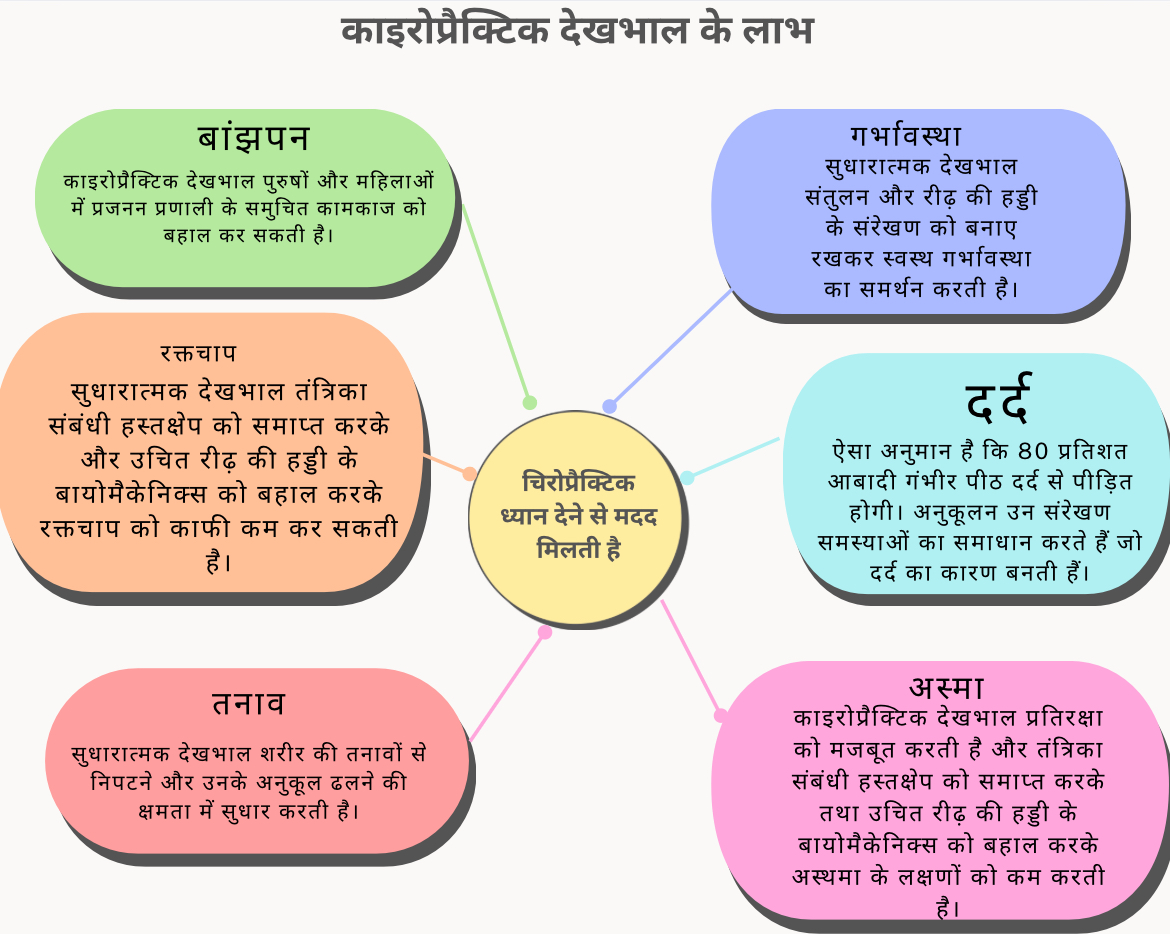 काइरोप्रैक्टिक देखभाल के लाभ
बांझपन
काइरोप्रैक्टिक देखभाल पुरुषों और महिलाओं
में प्रजनन प्रणाली के समुचित कामकाज को
बहाल कर सकती है।
गर्भावस्था
सुधारात्मक देखभाल
संतुलन और रीढ़ की हड्डी
के संरेखण को बनाए
रखकर स्वस्थ गर्भावस्था
का समर्थन करती है।
रक्तचाप
सुधारात्मक देखभाल तंत्रिका
संबंधी हस्तक्षेप को समाप्त करके
और उचित रीढ़ की हड्डी के
बायोमैकेनिक्स को बहाल करके
रक्तचाप को काफी कम कर सकती
है।
दर्द
ऐसा अनुमान है कि 80 प्रतिशत
आबादी गंभीर पीठ दर्द से पीड़ित
होगी। अनुकूलन उन संरेखण
समस्याओं का समाधान करते हैं जो
दर्द का कारण बनती हैं।
चिरोप्रैक्टिक
ध्यान देने से मदद
मिलती है
तनाव
सुधारात्मक देखभाल शरीर की तनावों से
निपटने और उनके अनुकूल ढलने की
क्षमता में सुधार करती है।
अस्मा
काइरोप्रैक्टिक देखभाल प्रतिरक्षा
को मजबूत करती है और तंत्रिका
संबंधी हस्तक्षेप को समाप्त करके
तथा उचित रीढ़ की हड्डी के
बायोमैकेनिक्स को बहाल करके
अस्थमा के लक्षणों को कम करती
है।